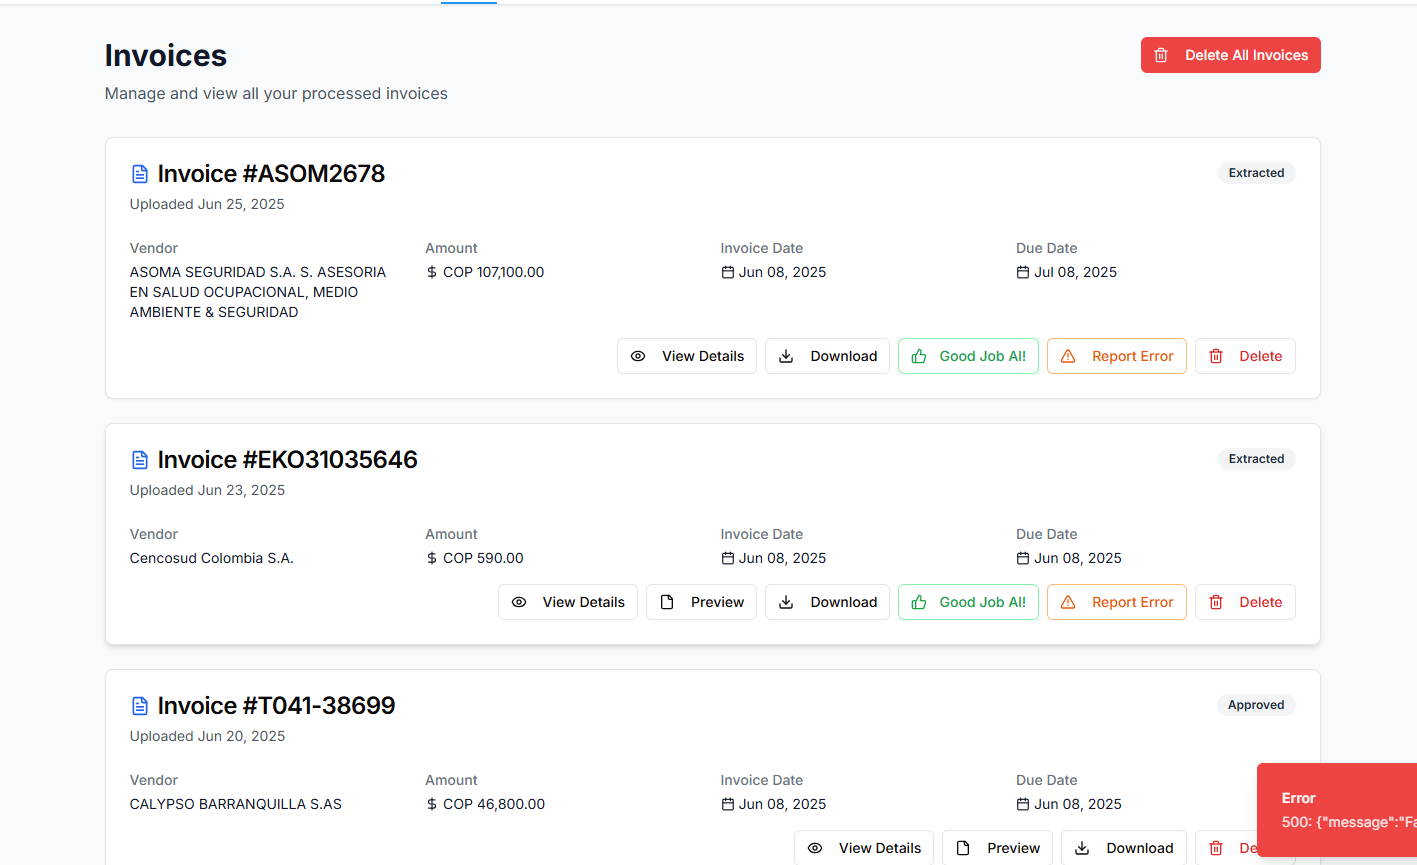 Invoices
Delete All Invoices
Manage and view all your processed invoices
Invoice #ASOM2678
Extracted
Uploaded Jun 25, 2025
Vendor
Amount
Invoice Date
Due Date
ASOMA SEGURIDAD S.A. S. ASESORIA
EN SALUD OCUPACIONAL, MEDIO
AMBIENTE & SEGURIDAD
$ COP 107,100.00
Jun 08, 2025
Jul 08, 2025
View Details
Download
Good Job AI!
Report Error
Delete
Invoice #EKO31035646
Extracted
Uploaded Jun 23, 2025
Vendor
Amount
Invoice Date
Due Date
Cencosud Colombia S.A.
$ COP 590.00
Jun 08, 2025
Jun 08, 2025
View Details
Preview
Download
Good Job AI!
Report Error
Delete
Invoice #T041-38699
Approved
Uploaded Jun 20, 2025
Vendor
Amount
Invoice Date
Due Date
CALYPSO BARRANQUILLA S.AS
$ COP 46,800.00
Jun 08, 2025
Jun 08, 2025
View Details
Preview
Download
De
Error
500: {"message":"Fa